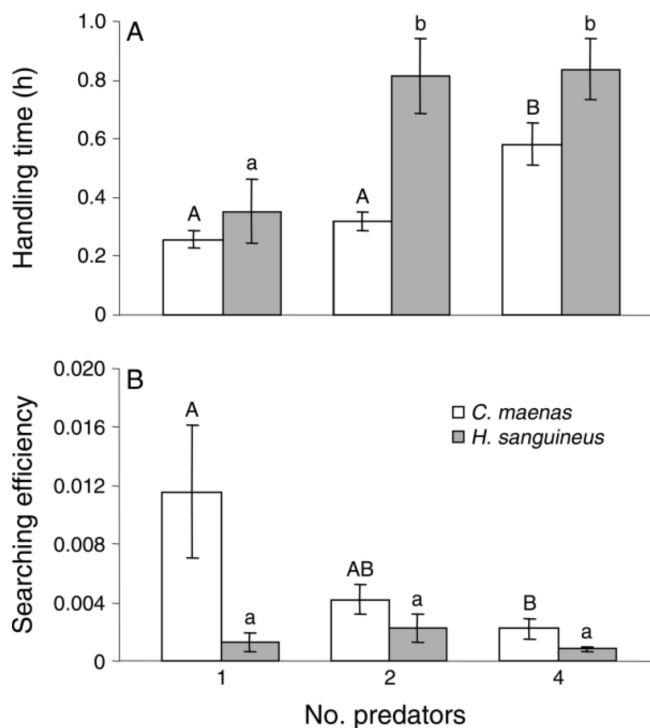 A
Handling time (h)
1.0
0.8
0.6
0.4
0.2
0
A
a
A
b
B
b
B
Searching efficiency
0.020
0.016
0.012
0.008
0.004
0
A
a
AB
a
B
a
C. maenas
H. sanguineus
1 2 4
No. predators